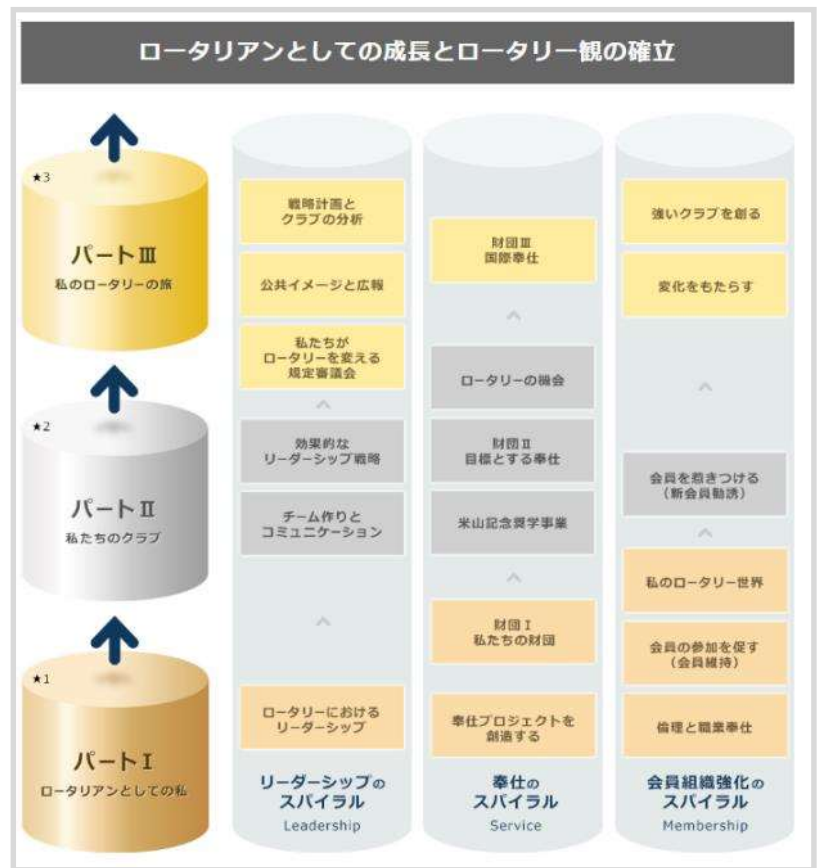 ロータリアンとしての成長とロータリー観の確立
★3
パートⅢ
私のロータリーの旅
★2
パートⅡ
私たちのクラブ
★1
パートⅠ
ロータリアンとしての私
戦略計画と
クラブの分析
公共イメージと広報
私たちが
ロータリーを変える
規定審議会
効果的な
リーダーシップ戦略
チーム作りと
コミュニケーション
ロータリーにおける
リーダーシップ
リーダーシップの
スパイラル
Leadership
財団Ⅲ
国際奉仕
ロータリーの機会
財団Ⅱ
目標とする奉仕
米山記念奨学事業
財団Ⅰ
私たちの財団
奉仕プロジェクトを
創造する
奉仕の
スパイラル
Service
強いクラブを創る
変化をもたらす
会員を惹きつける
(新会員勧誘)
私のロータリー世界
会員の参加を促す
(会員維持)
倫理と職業奉仕
会員組織強化の
スパイラル
Membership